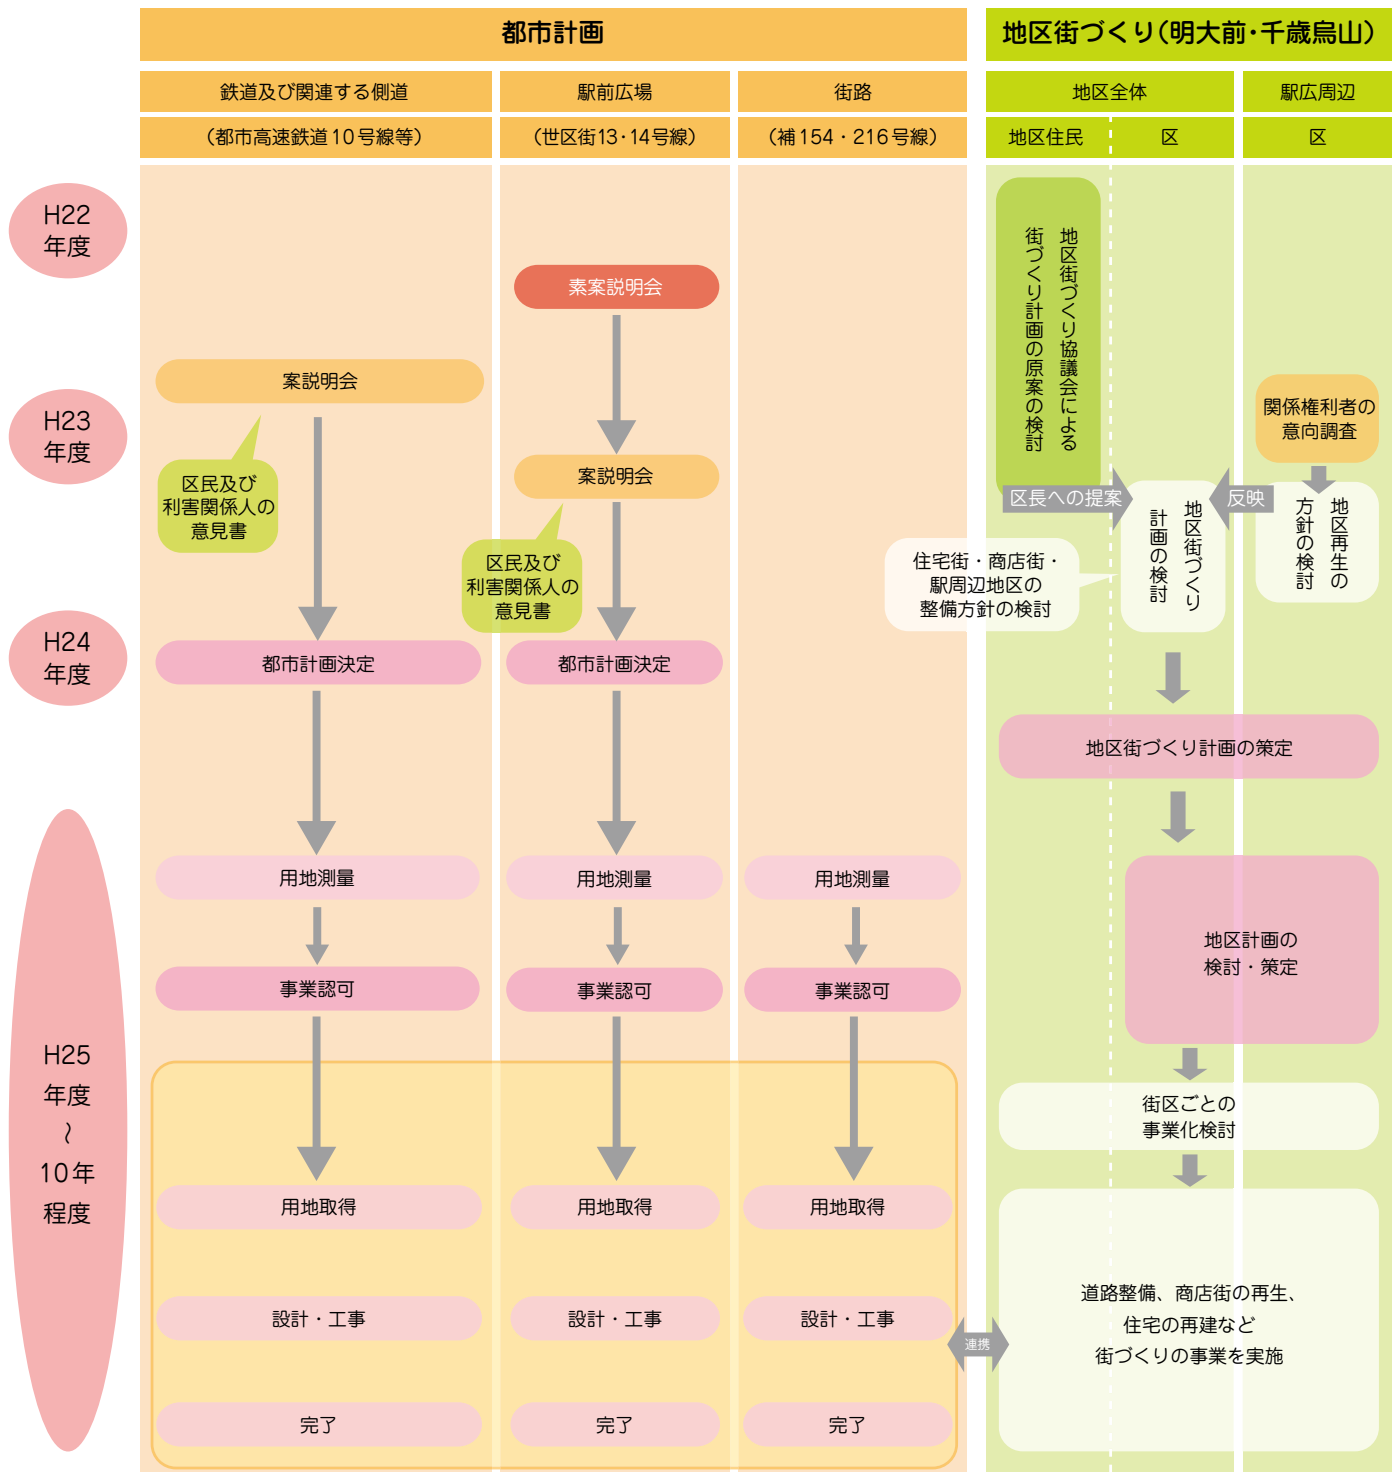 都市計画
地区街づくり(明大前・千歳烏山)
鉄道及び関連する側道
駅前広場
街路
地区全体
駅広周辺
(都市高速鉄道10号線等)
(世区街13・14号線)
(補154・216号線)
地区住民
区
区
H22
年度
地区街づくり協議会による
街づくり計画の原案の検討
素案説明会
案説明会
H23
年度
関係権利者の
意向調査
区民及び
利害関係人の
意見書
案説明会
区長への提案
反映
地区街づくり
計画の検討
地区再生の
方針の検討
区民及び
利害関係人の
意見書
住宅街・商店街・
駅周辺地区の
整備方針の検討
H24
年度
都市計画決定
都市計画決定
地区街づくり計画の策定
用地測量
用地測量
用地測量
地区計画の
検討・策定
事業認可
事業認可
事業認可
H25
年度
~
10年
程度
街区ごとの
事業化検討
用地取得
用地取得
用地取得
設計・工事
設計・工事
設計・工事
連携
道路整備、商店街の再生、
住宅の再建など
街づくりの事業を実施
完了
完了
完了